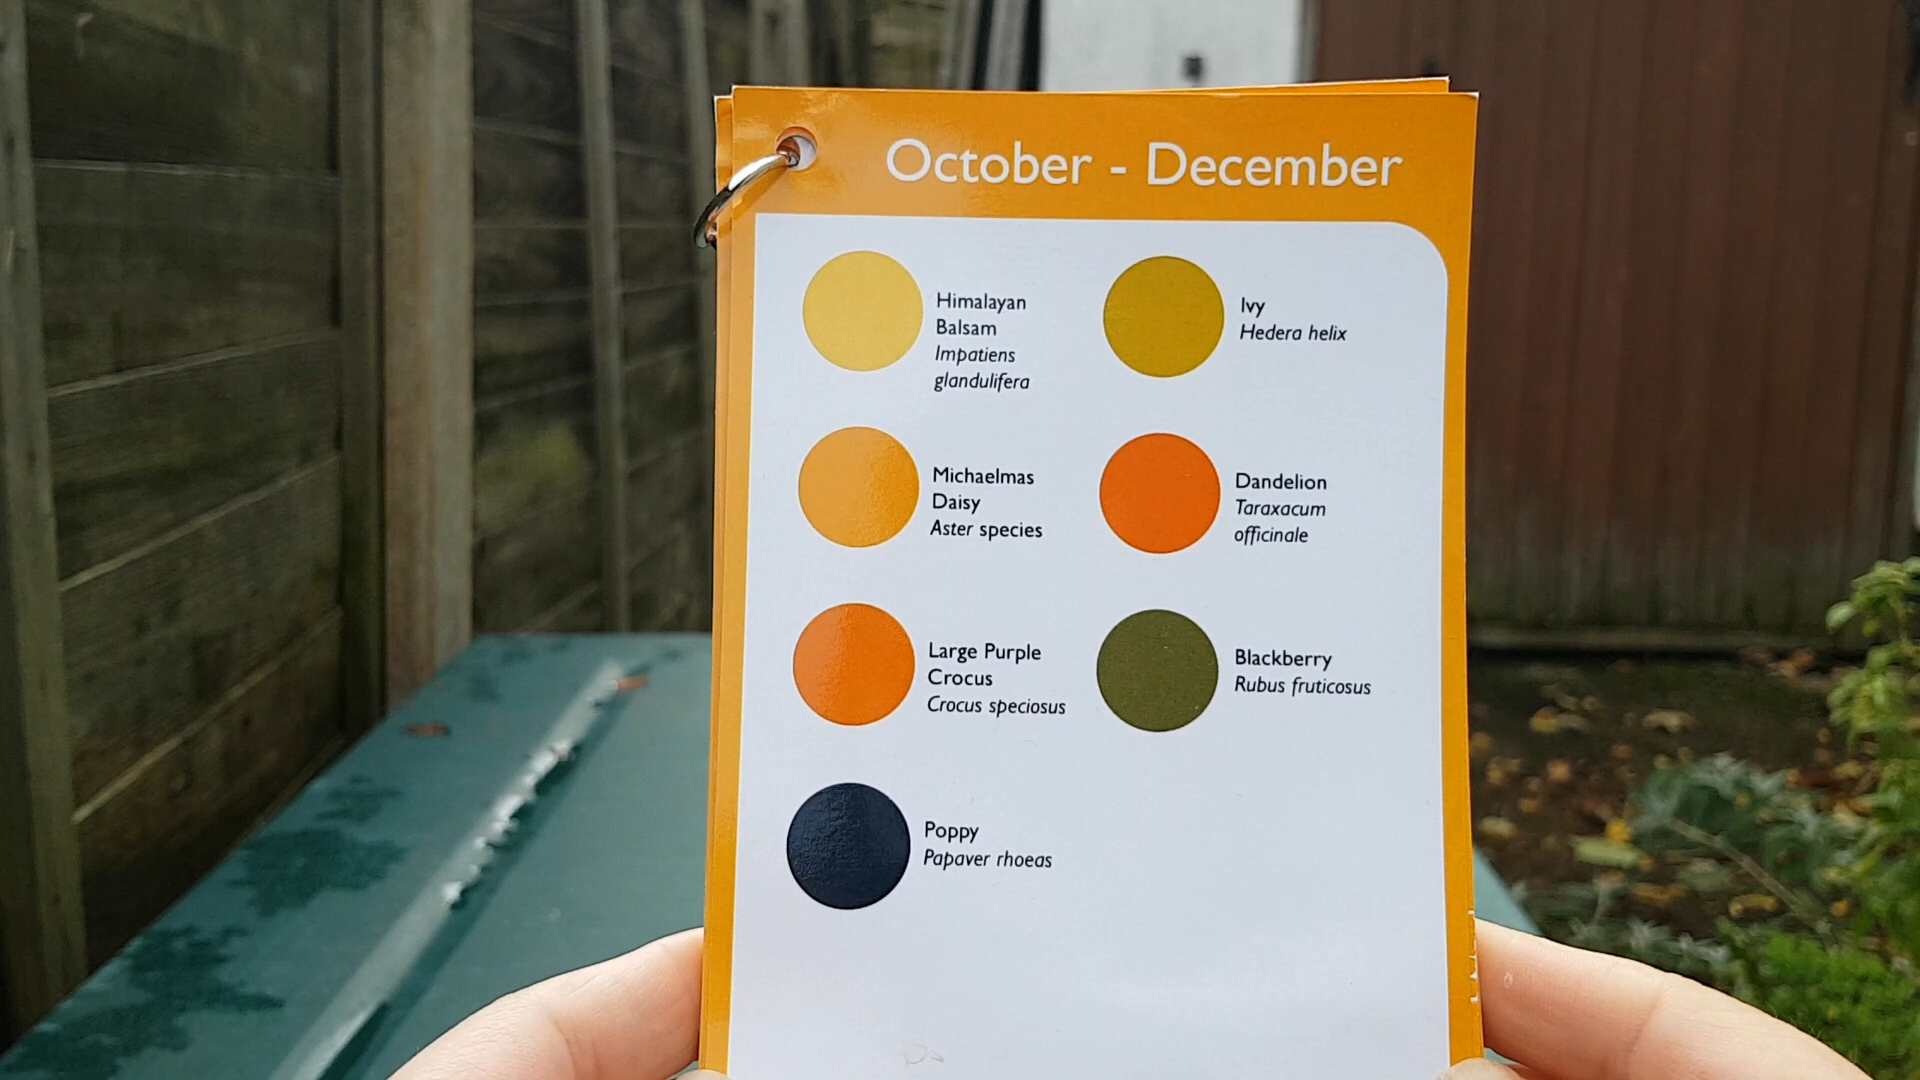 October - December
Himalayan
Balsam
Impatiens
glandulifera
Ivy
Hedera helix
Michaelmas
Daisy
Aster species
Dandelion
Taraxacum
officinale
Large Purple
Crocus
Crocus speciosus
Blackberry
Rubus fruticosus
Poppy
Papaver rhoeas